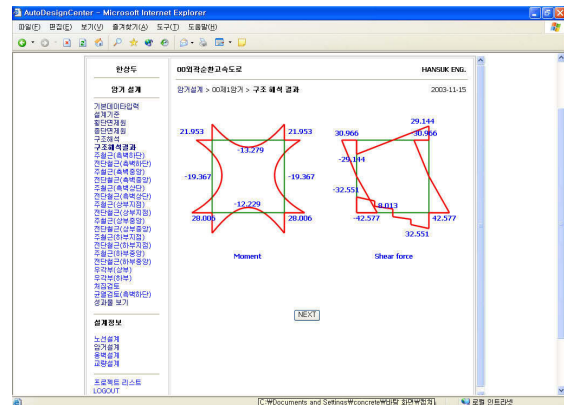 AutoDesignCenter - Microsoft Internet Explorer
파일(F) 편집(E) 보기(V) 즐겨찾기(A) 도구(T) 도움말(H)
한상두
00외곽순환고속도로
HANSUK ENG.
암거 설계
암거설계 > 00제1암거 > 구조 해석 결과
2003-11-15
기본데이타입력
설계기준
횡단면제원
종단면제원
구조해석
구조해석결과
주철근(측벽하단)
전단철근(측벽하단)
주철근(측벽중앙)
전단철근(측벽중앙)
주철근(측벽상단)
전단철근(측벽상단)
주철근(상부지점)
전단철근(상부지점)
주철근(상부중앙)
전단철근(상부중앙)
주철근(하부지점)
전단철근(하부지점)
주철근(하부중앙)
전단철근(하부중앙)
우각부(상부)
우각부(하부)
처짐검토
균열검토(측벽하단)
성과물 보기
설계정보
노선설계
암거설계
옹벽설계
교량설계
프로젝트 리스트
LOGOUT
21.953
21.953
-13.279
-19.367
-19.367
-12.229
28.006
28.006
Moment
29.144
30.966
30.966
-29.144
-32.551
-42.577
42.577
32.551
Shear force
NEXT
로컬 인트라넷